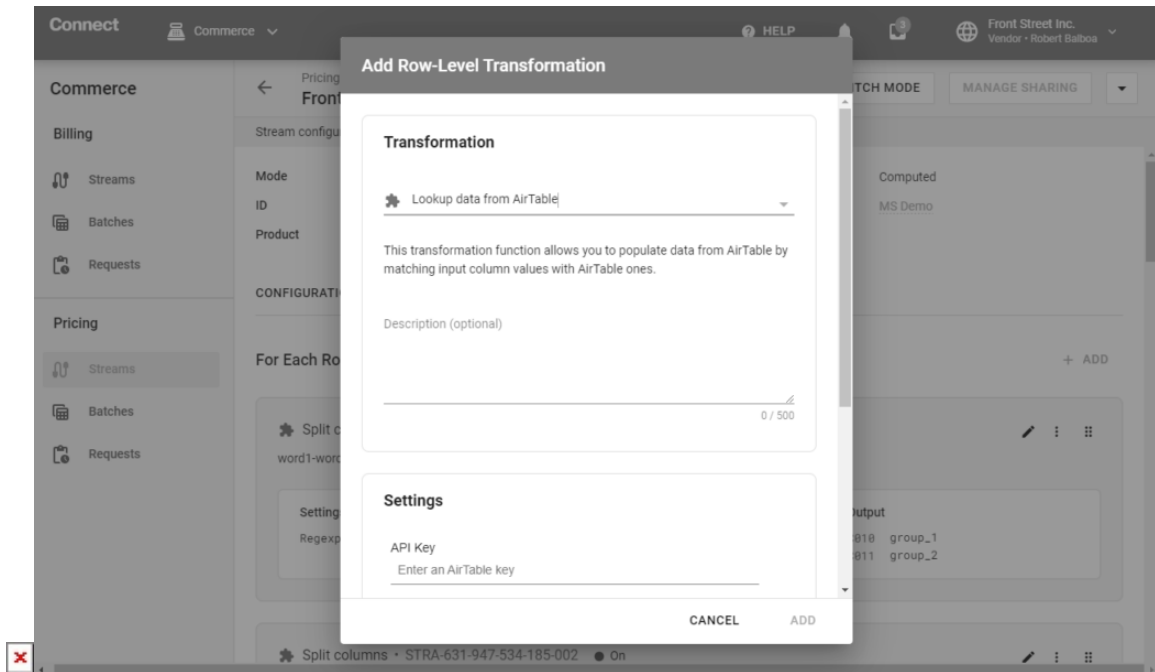 Connect
Commerce
HELP
3
Front Street Inc.
Vendor • Robert Balboa
Commerce
Billing
Streams
Batches
Requests
Pricing
Streams
Batches
Requests
Pricing
Front
TCH MODE
MANAGE SHARING
Stream configu
Mode
ID
Product
Computed
MS Demo
CONFIGURATI
For Each Ro
+ ADD
Split c
word1-word
Setting
Regexp
Output
010 group_1
011 group_2
Split columns • STRA-631-947-534-185-002 ● On
Add Row-Level Transformation
Transformation
Lookup data from AirTable
This transformation function allows you to populate data from AirTable by
matching input column values with AirTable ones.
Description (optional)
0 / 500
Settings
API Key
Enter an AirTable key
CANCEL
ADD